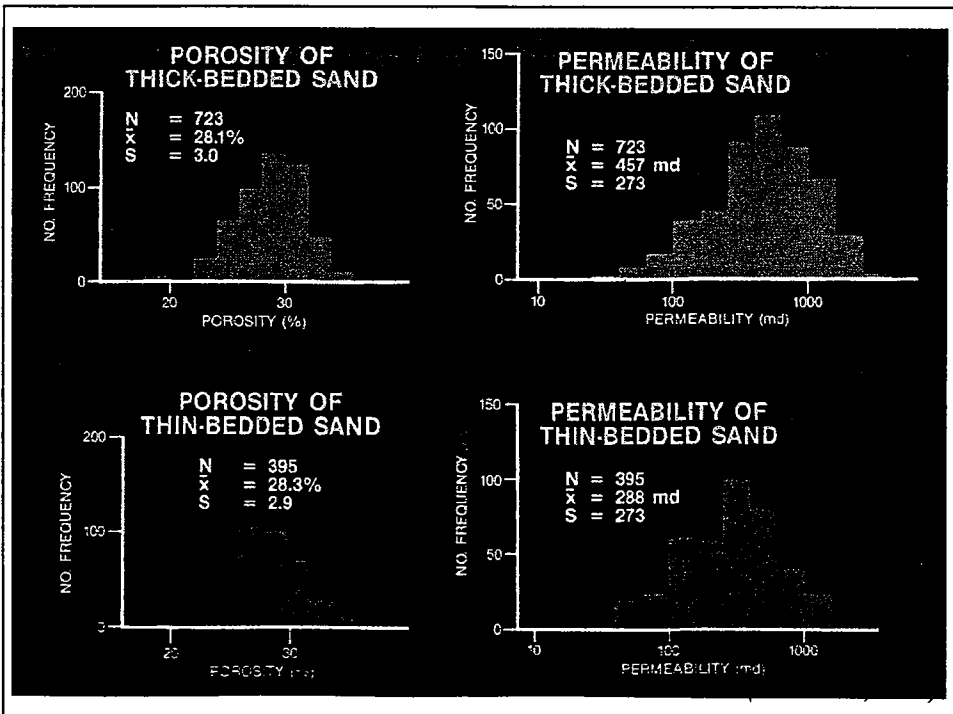 POROSITY OF
THICK-BEDDED SAND
200
N = 723
x̄ = 28.1%
S = 3.0
NO. FREQUENCY
100
0
20
30
POROSITY (%)
PERMEABILITY OF
THICK-BEDDED SAND
150
N = 723
x̄ = 457 md
S = 273
NO. FREQUENCY
100
50
0
10
100
1000
PERMEABILITY (md)
POROSITY OF
THIN-BEDDED SAND
200
N = 395
x̄ = 28.3%
S = 2.9
NO. FREQUENCY
100
0
20
30
POROSITY (%)
PERMEABILITY OF
THIN-BEDDED SAND
150
N = 395
x̄ = 288 md
S = 273
NO. FREQUENCY
100
50
0
10
100
1000
PERMEABILITY (md)